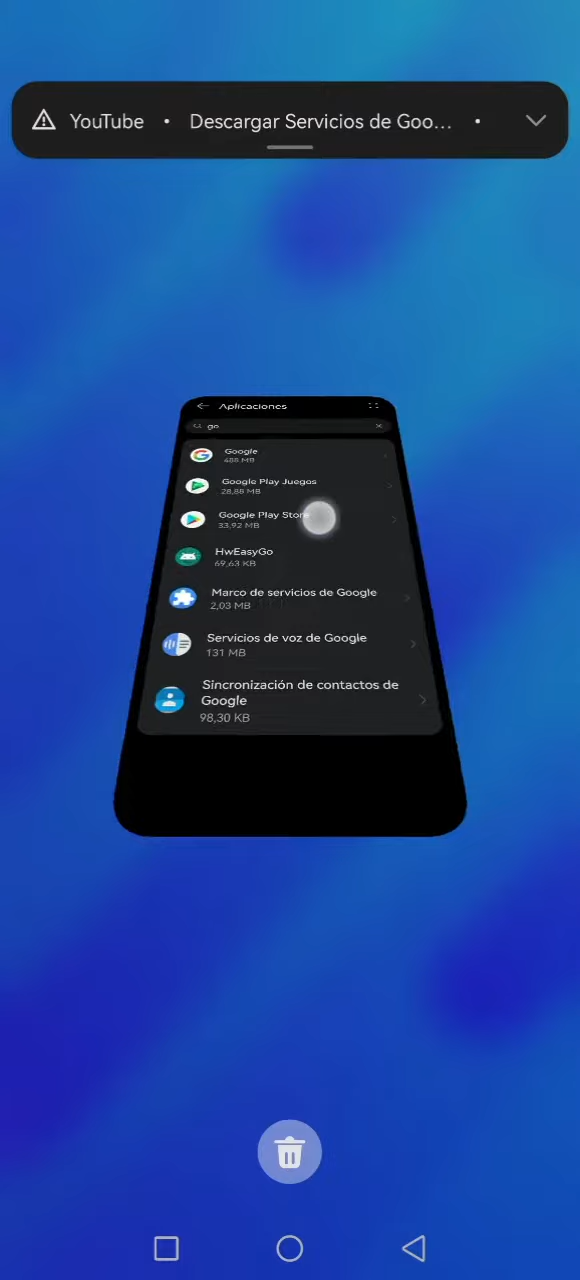 YouTube • Descargar Servicios de Goo... •
Aplicaciones
go
Google
488 MB
Google Play Juegos
28,88 MB
Google Play Store
33,92 MB
HwEasyGo
69,63 KB
Marco de servicios de Google
2,03 MB
Servicios de voz de Google
131 MB
Sincronización de contactos de
Google
98,30 KB